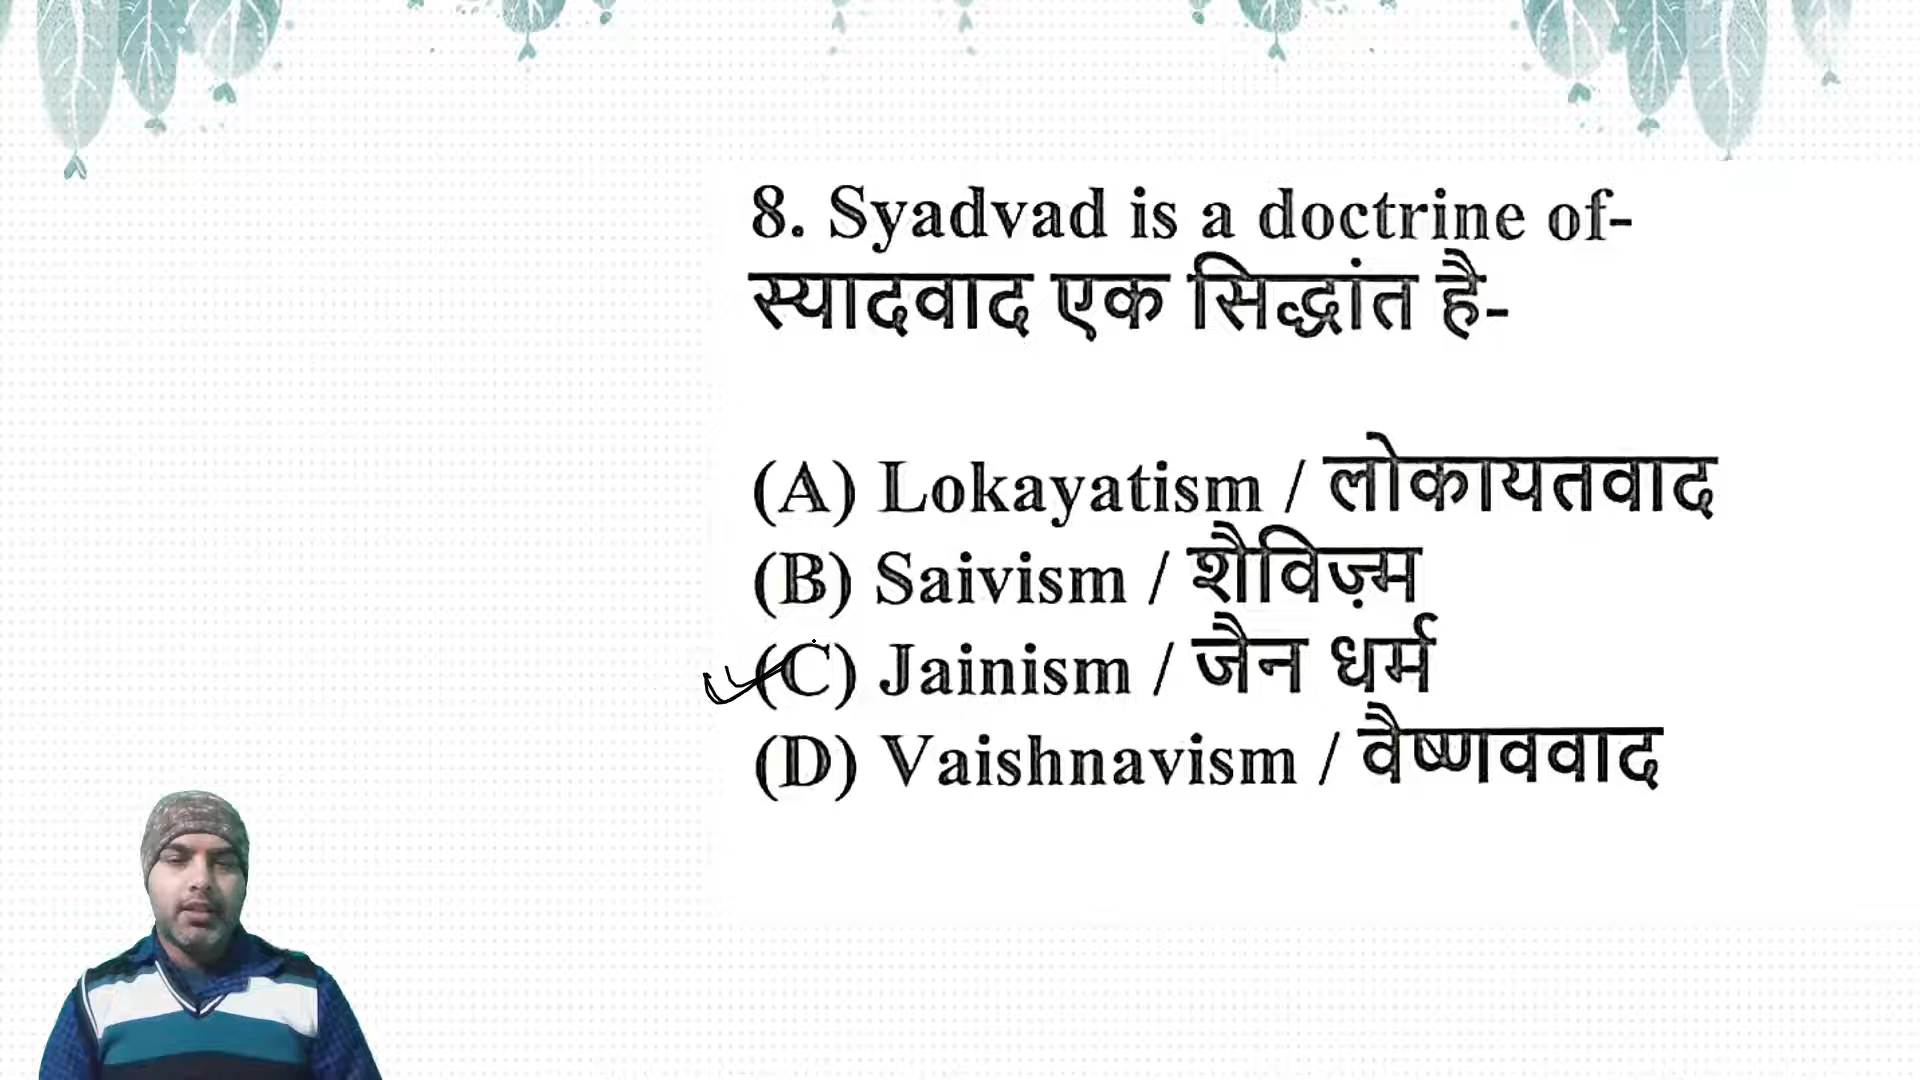 8. Syadvad is a doctrine of-
स्यादवाद एक सिद्धांत है-
(A) Lokayatism / लोकायतवाद
(B) Saivism / शैविज़्म
(C) Jainism / जैन धर्म
(D) Vaishnavism / वैष्णववाद